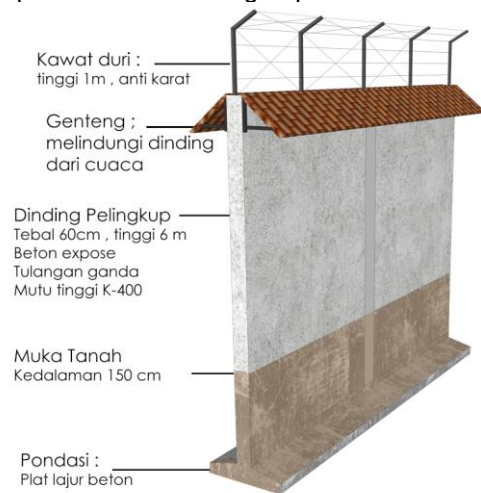 Kawat duri :
tinggi 1m , anti karat
Genteng ;
melindungi dinding
dari cuaca
Dinding Pelingkup
Tebal 60cm , tinggi 6 m
Beton expose
Tulangan ganda
Mutu tinggi K-400
Muka Tanah
Kedalaman 150 cm
Pondasi :
Plat lajur beton